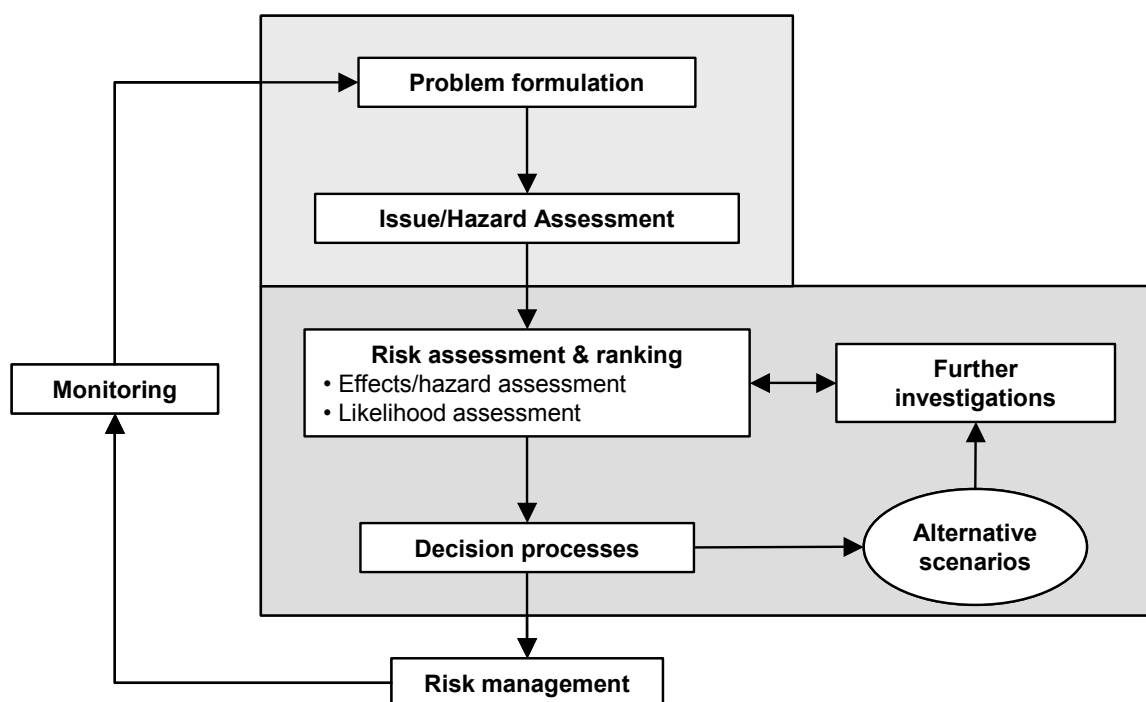 Problem formulation
Issue/Hazard Assessment
Risk assessment & ranking
• Effects/hazard assessment
• Likelihood assessment
Further
investigations
Monitoring
Decision processes
Alternative
scenarios
Risk management